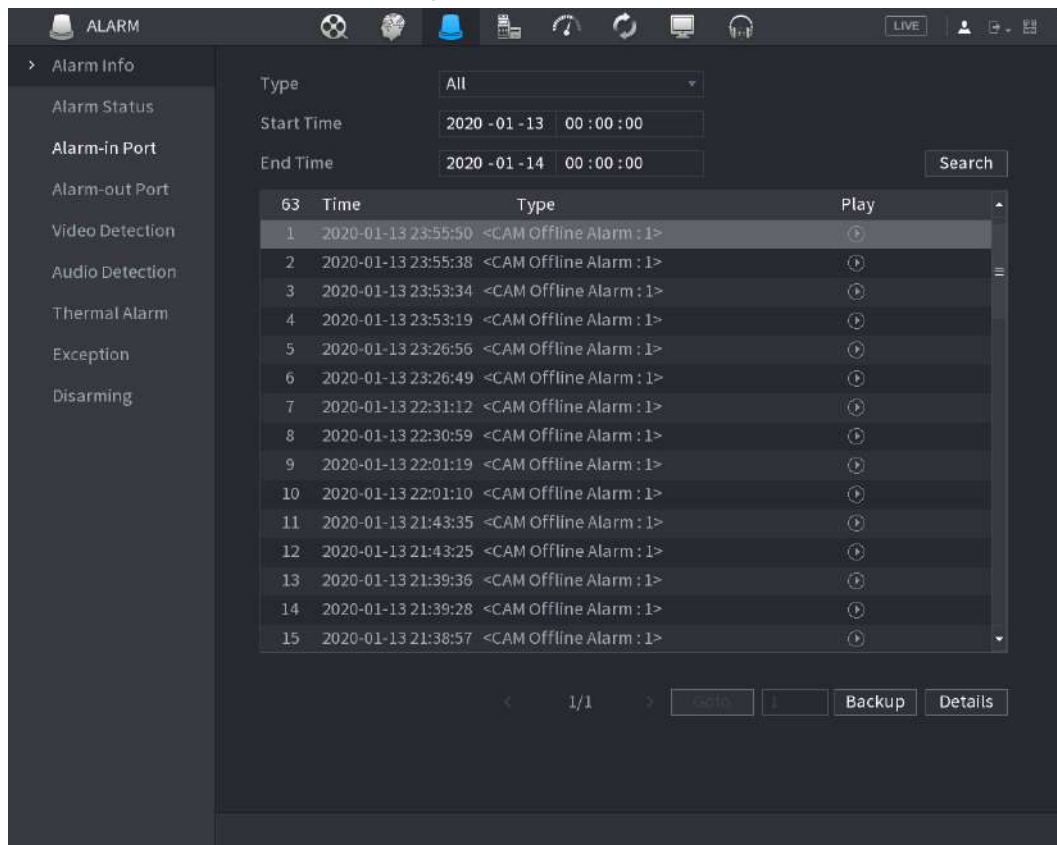 ALARM LIVE
Alarm Info
Alarm Status
Alarm-in Port
Alarm-out Port
Video Detection
Audio Detection
Thermal Alarm
Exception
Disarming
Type All
Start Time 2020 -01 -13 00 :00 :00
End Time 2020 -01 -14 00 :00 :00
Search
63 Time Type Play
1 2020-01-13 23:55:50 <CAM Offline Alarm : 1>
2 2020-01-13 23:55:38 <CAM Offline Alarm : 1>
3 2020-01-13 23:53:34 <CAM Offline Alarm : 1>
4 2020-01-13 23:53:19 <CAM Offline Alarm : 1>
5 2020-01-13 23:26:56 <CAM Offline Alarm : 1>
6 2020-01-13 23:26:49 <CAM Offline Alarm : 1>
7 2020-01-13 22:31:12 <CAM Offline Alarm : 1>
8 2020-01-13 22:30:59 <CAM Offline Alarm : 1>
9 2020-01-13 22:01:19 <CAM Offline Alarm : 1>
10 2020-01-13 22:01:10 <CAM Offline Alarm : 1>
11 2020-01-13 21:43:35 <CAM Offline Alarm : 1>
12 2020-01-13 21:43:25 <CAM Offline Alarm : 1>
13 2020-01-13 21:39:36 <CAM Offline Alarm : 1>
14 2020-01-13 21:39:28 <CAM Offline Alarm : 1>
15 2020-01-13 21:38:57 <CAM Offline Alarm : 1>
1/1 Goto 1 Backup Details